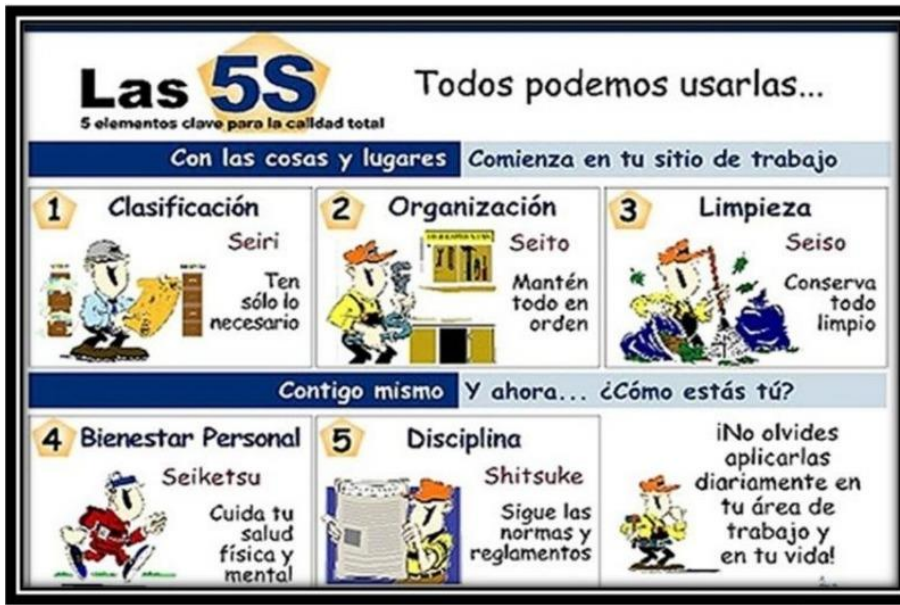 Las 5S
5 elementos clave para la calidad total
Todos podemos usarlas...
Con las cosas y lugares
Comienza en tu sitio de trabajo
1 Clasificación
Seiri
Ten
sólo lo
necesario
2 Organización
Seito
Mantén
todo en
orden
3 Limpieza
Seiso
Conserva
todo
limpio
Contigo mismo
Y ahora... ¿Cómo estás tú?
4 Bienestar Personal
Seiketsu
Cuida tu
salud
física y
mental
5 Disciplina
Shitsuke
Sigue las
normas y
reglamentos
¡No olvides
aplicarlas
diariamente en
tu área de
trabajo y
en tu vida!